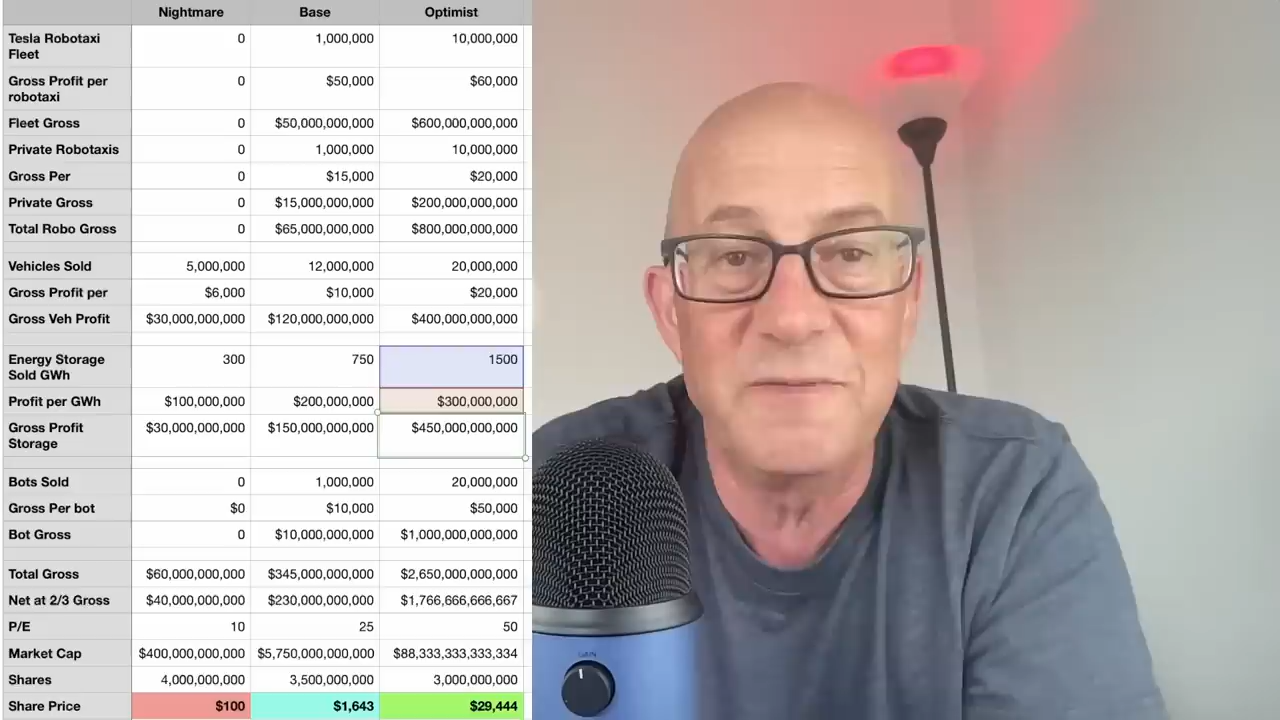 Nightmare Base Optimist
Tesla Robotaxi Fleet 0 1,000,000 10,000,000
Gross Profit per robotaxi 0 $50,000 $60,000
Fleet Gross 0 $50,000,000,000 $600,000,000,000
Private Robotaxis 0 1,000,000 10,000,000
Gross Per 0 $15,000 $20,000
Private Gross 0 $15,000,000,000 $200,000,000,000
Total Robo Gross 0 $65,000,000,000 $800,000,000,000
Vehicles Sold 5,000,000 12,000,000 20,000,000
Gross Profit per $6,000 $10,000 $20,000
Gross Veh Profit $30,000,000,000 $120,000,000,000 $400,000,000,000
Energy Storage Sold GWh 300 750 1500
Profit per GWh $100,000,000 $200,000,000 $300,000,000
Gross Profit Storage $30,000,000,000 $150,000,000,000 $450,000,000,000
Bots Sold 0 1,000,000 20,000,000
Gross Per bot $0 $10,000 $50,000
Bot Gross 0 $10,000,000,000 $1,000,000,000,000
Total Gross $60,000,000,000 $345,000,000,000 $2,650,000,000,000
Net at 2/3 Gross $40,000,000,000 $230,000,000,000 $1,766,666,666,667
P/E 10 25 50
Market Cap $400,000,000,000 $5,750,000,000,000 $88,333,333,333,334
Shares 4,000,000,000 3,500,000,000 3,000,000,000
Share Price $100 $1,643 $29,444
GAIN